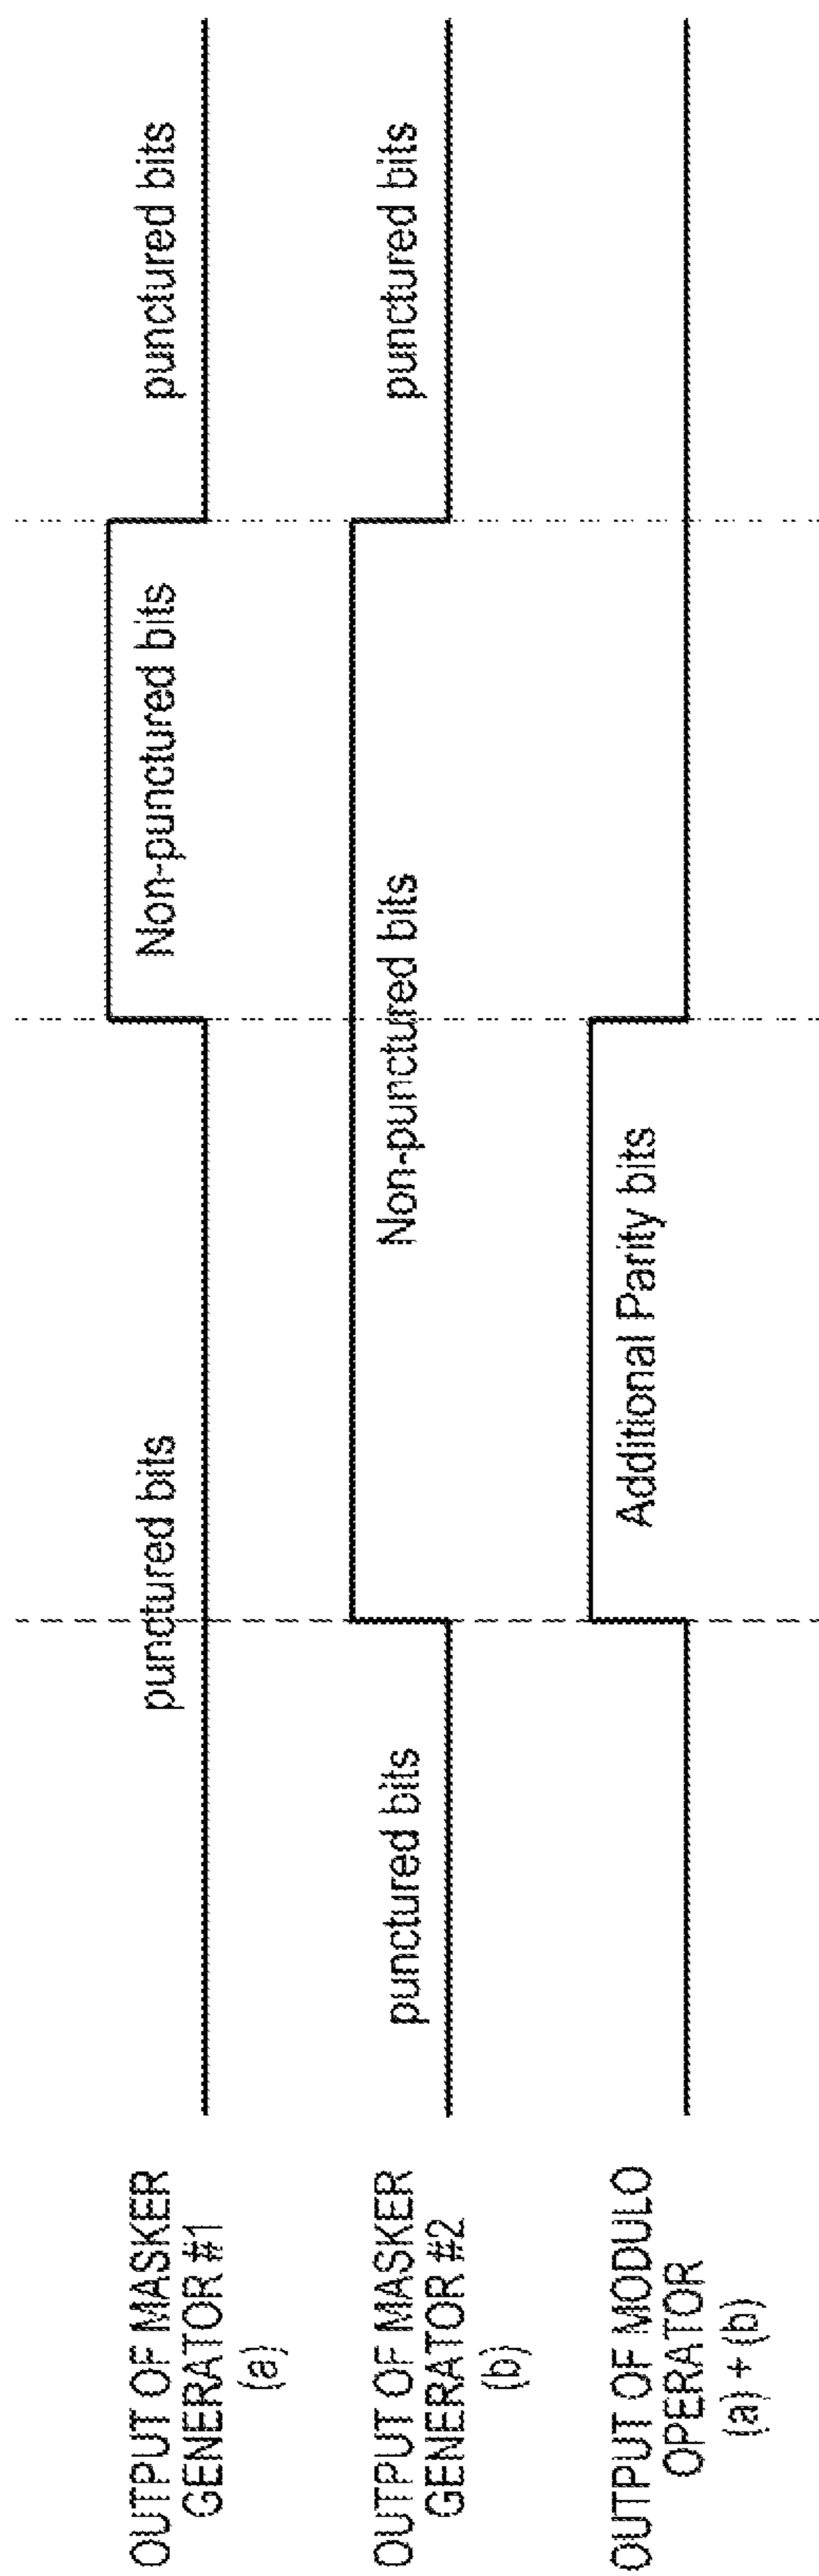 OUTPUT OF MASKER
GENERATOR #1
(a)
punctured bits
Non-punctured bits
punctured bits
OUTPUT OF MASKER
GENERATOR #2
(b)
punctured bits
Non-punctured bits
punctured bits
OUTPUT OF MODULO
OPERATOR
(a) + (b)
Additional Parity bits